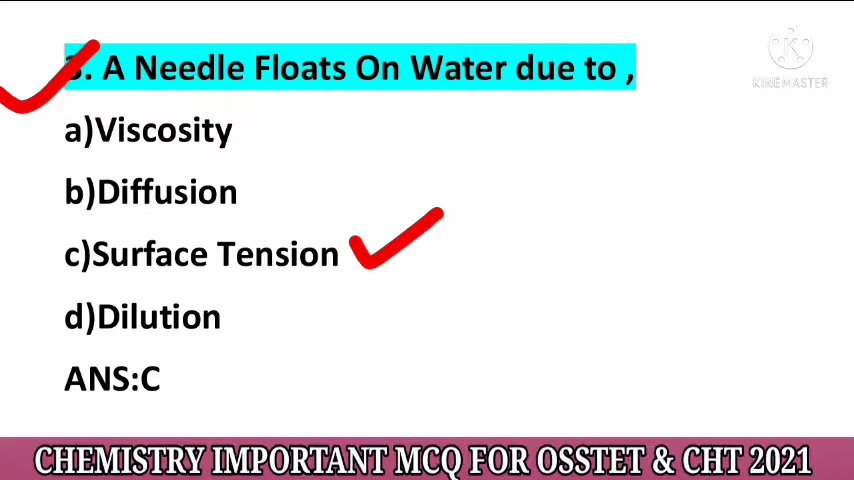 3. A Needle Floats On Water due to ,
KINEMASTER
a)Viscosity
b)Diffusion
c)Surface Tension
d)Dilution
ANS:C
CHEMISTRY IMPORTANT MCQ FOR OSSTET & CHT 2021